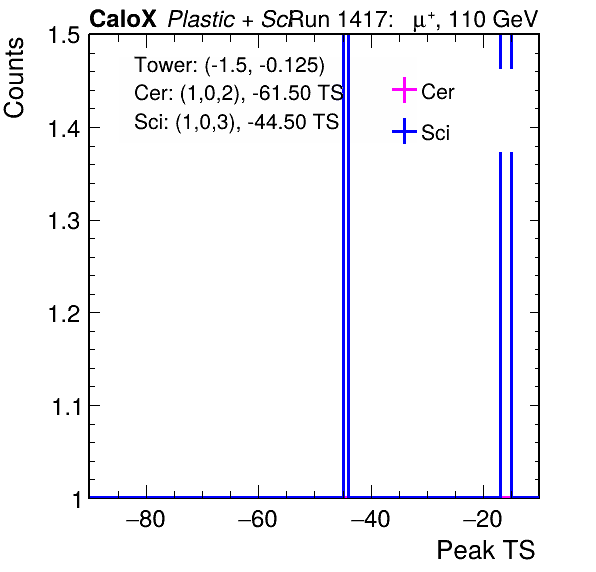 CaloX Plastic + Sci Run 1417: μ+, 110 GeV
Counts
1.5
1.4
1.3
1.2
1.1
1
Tower: (-1.5, -0.125)
Cer: (1,0,2), -61.50 TS
Sci: (1,0,3), -44.50 TS
Cer
Sci
−80
−60
−40
−20
Peak TS